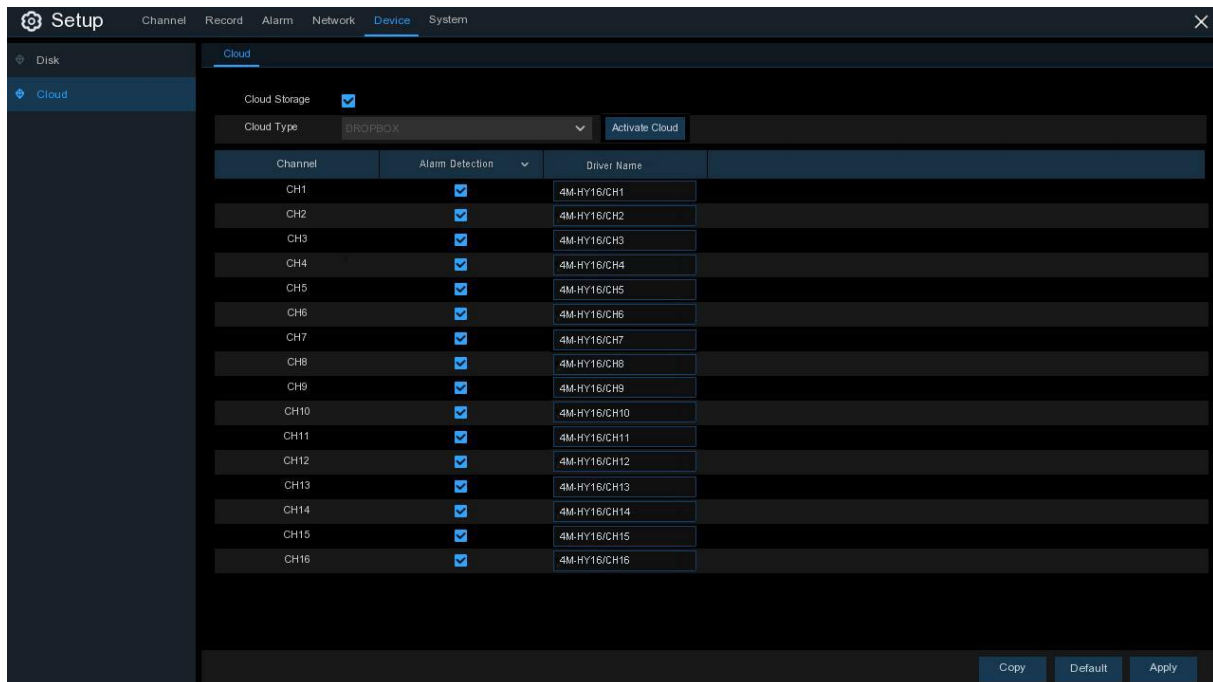 Setup Channel Record Alarm Network Device System
Disk
Cloud
Cloud
Cloud Storage
Cloud Type DROPBOX Activate Cloud
Channel Alarm Detection Driver Name
CH1 4M-HY16/CH1
CH2 4M-HY16/CH2
CH3 4M-HY16/CH3
CH4 4M-HY16/CH4
CH5 4M-HY16/CH5
CH6 4M-HY16/CH6
CH7 4M-HY16/CH7
CH8 4M-HY16/CH8
CH9 4M-HY16/CH9
CH10 4M-HY16/CH10
CH11 4M-HY16/CH11
CH12 4M-HY16/CH12
CH13 4M-HY16/CH13
CH14 4M-HY16/CH14
CH15 4M-HY16/CH15
CH16 4M-HY16/CH16
Copy Default Apply